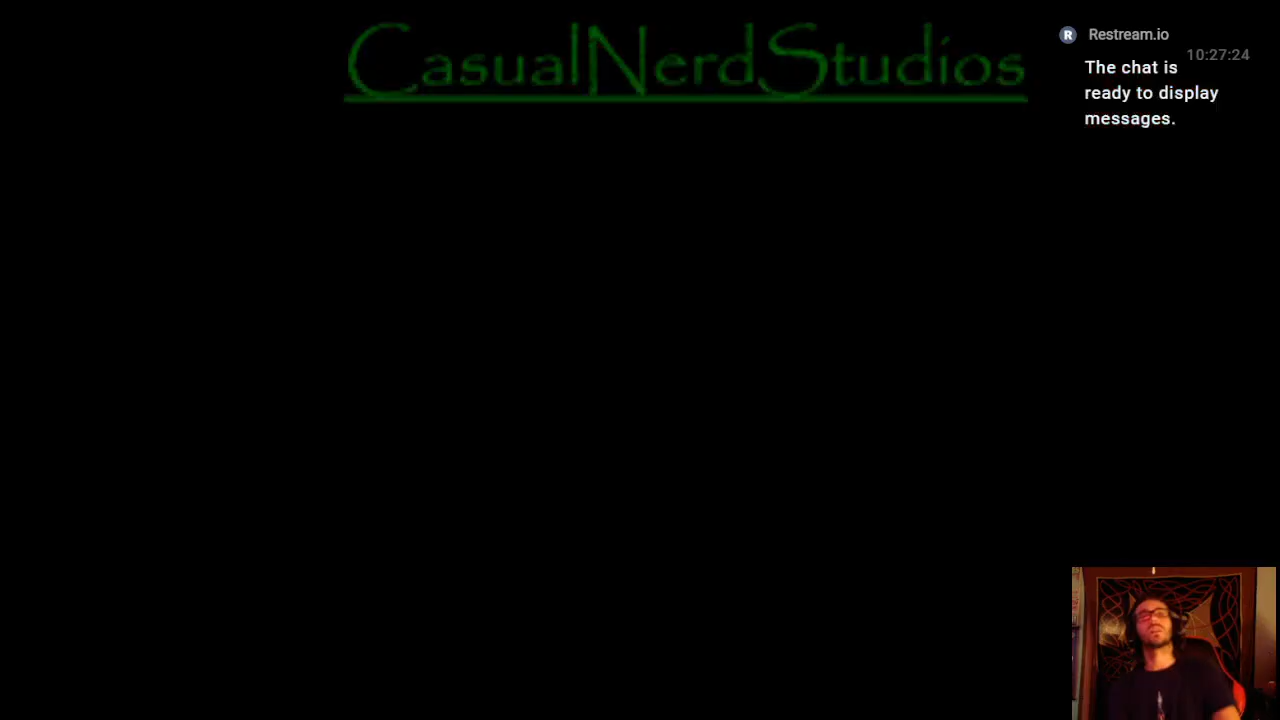 CasualNerdStudios
R Restream.io
10:27:24
The chat is
ready to display
messages.